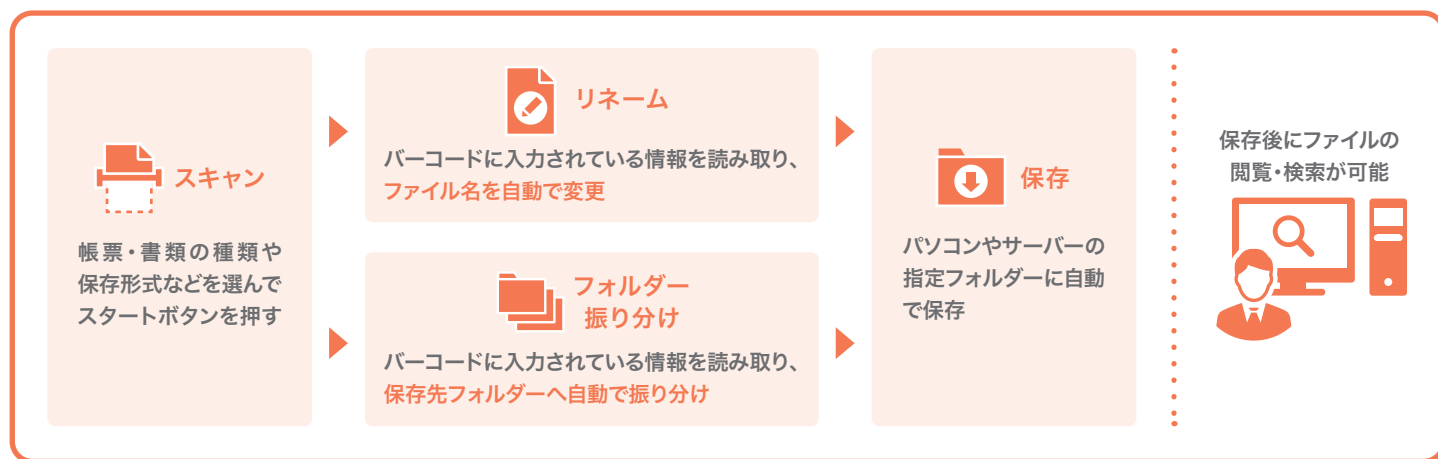 スキャン
帳票・書類の種類や
保存形式などを選んで
スタートボタンを押す
リネーム
バーコードに入力されている情報を読み取り、
ファイル名を自動で変更
フォルダー
振り分け
バーコードに入力されている情報を読み取り、
保存先フォルダーへ自動で振り分け
保存
パソコンやサーバーの
指定フォルダーに自動
で保存
保存後にファイルの
閲覧・検索が可能